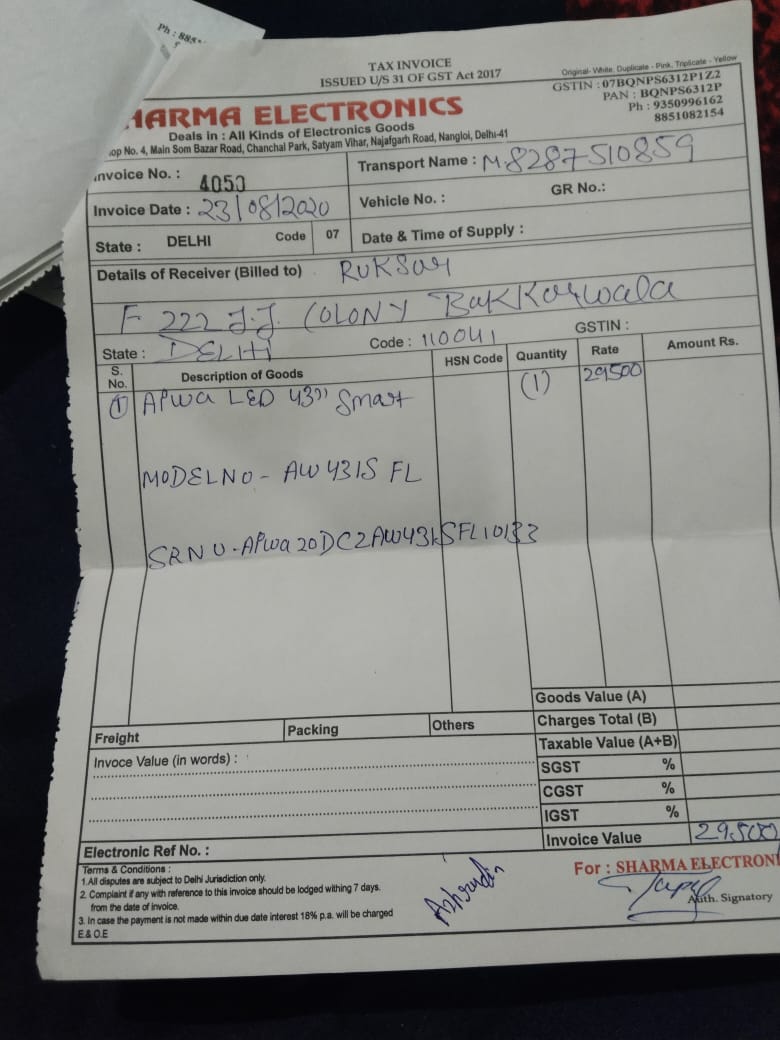 Ph : 885
TAX INVOICE
ISSUED U/S 31 OF GST Act 2017
Original- White, Duplicate - Pink, Triplicate - Yellow
GSTIN : 07BQNPS6312P1Z2
PAN : BQNPS6312P
Ph : 9350996162
8851082154
HARMA ELECTRONICS
Deals in : All Kinds of Electronics Goods
op No. 4, Main Som Bazar Road, Chanchal Park, Satyam Vihar, Najafgarh Road, Nangloi, Delhi-41
nvoice No. : 4050
Transport Name : M.8287510859
Invoice Date : 23/08/2020
Vehicle No. : GR No.:
State : DELHI Code 07
Date & Time of Supply :
Details of Receiver (Billed to) Ruksar
F 222 J.J. COLONY Bakkarwala
State : DELHI Code : 110041 GSTIN :
S. No. Description of Goods HSN Code Quantity Rate Amount Rs.
① APWa LED 43" Smart (1) 29500
MODELNO - AW431S FL
SRNO-APWa20DC2AW431SFL10133
Goods Value (A)
Freight Packing Others Charges Total (B)
Invoce Value (in words) : Taxable Value (A+B)
SGST %
CGST %
IGST %
Electronic Ref No. : Invoice Value 29,500
Terms & Conditions :
1.All disputes are subject to Delhi Jurisdiction only.
2. Complaint if any with reference to this invoice should be lodged withing 7 days.
from the date of invoice.
3. In case the payment is not made within due date interest 18% p.a. will be charged
E.& O.E
For : SHARMA ELECTRONI
Auth. Signatory